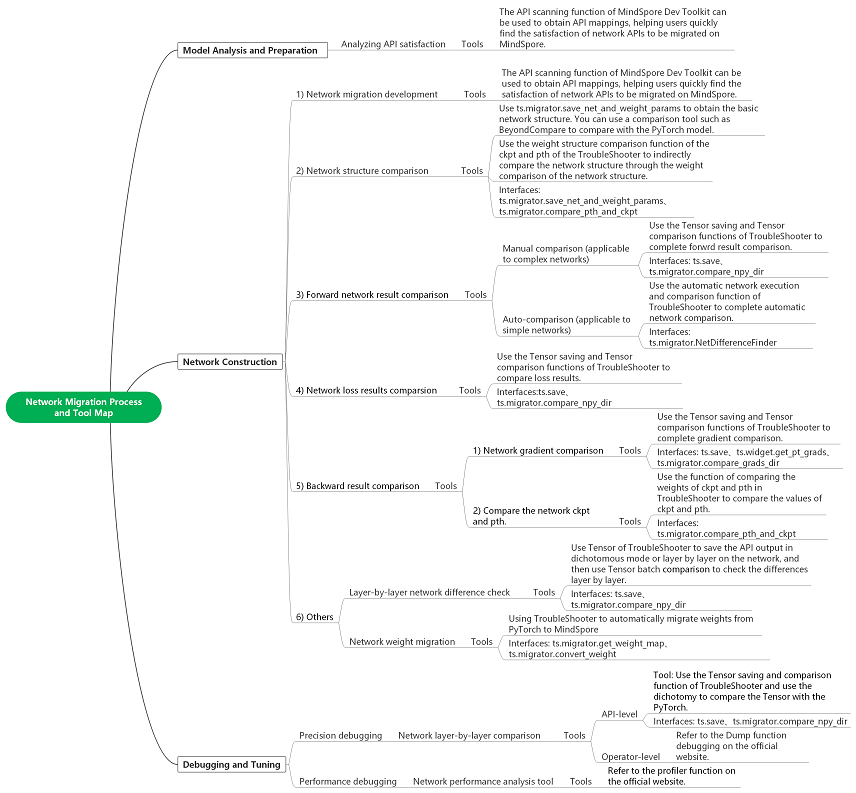 Network Migration Process
and Tool Map
Model Analysis and Preparation
Analyzing API satisfaction
Tools
The API scanning function of MindSpore Dev Toolkit can
be used to obtain API mappings, helping users quickly
find the satisfaction of network APIs to be migrated on
MindSpore.
Network Construction
1) Network migration development
Tools
The API scanning function of MindSpore Dev Toolkit can be
used to obtain API mappings, helping users quickly find the
satisfaction of network APIs to be migrated on MindSpore.
2) Network structure comparison
Tools
Use ts.migrator.save_net_and_weight_params to obtain the basic
network structure. You can use a comparison tool such as
BeyondCompare to compare with the PyTorch model.
Use the weight structure comparison function of the
ckpt and pth of the TroubleShooter to indirectly
compare the network structure through the weight
comparison of the network structure.
Interfaces:
ts.migrator.save_net_and_weight_params、
ts.migrator.compare_pth_and_ckpt
3) Forward network result comparison
Tools
Manual comparison (applicable
to complex networks)
Use the Tensor saving and Tensor
comparison functions of TroubleShooter to
complete forwrd result comparison.
Interfaces: ts.save、
ts.migrator.compare_npy_dir
Auto-comparison (applicable to
simple networks)
Use the automatic network execution
and comparison function of
TroubleShooter to complete automatic
network comparison.
Interfaces:
ts.migrator.NetDifferenceFinder
4) Network loss results comparsion
Tools
Use the Tensor saving and Tensor
comparison functions of TroubleShooter to
compare loss results.
Interfaces:ts.save、
ts.migrator.compare_npy_dir
5) Backward result comparison
Tools
1) Network gradient comparison
Tools
Use the Tensor saving and Tensor
comparison functions of TroubleShooter to
complete gradient comparison.
Interfaces: ts.save、ts.widget.get_pt_grads、
ts.migrator.compare_grads_dir
2) Compare the network ckpt
and pth.
Tools
Use the function of comparing the
weights of ckpt and pth in
TroubleShooter to compare the values of
ckpt and pth.
Interfaces:
ts.migrator.compare_pth_and_ckpt
6) Others
Layer-by-layer network difference check
Tools
Use Tensor of TroubleShooter to save the API output in
dichotomous mode or layer by layer on the network, and
then use Tensor batch comparison to check the differences
layer by layer.
Interfaces: ts.save、
ts.migrator.compare_npy_dir
Network weight migration
Tools
Using TroubleShooter to automatically migrate weights from
PyTorch to MindSpore
Interfaces: ts.migrator.get_weight_map、
ts.migrator.convert_weight
Debugging and Tuning
Precision debugging
Network layer-by-layer comparison
Tools
API-level
Tool: Use the Tensor saving and comparison
function of TroubleShooter and use the
dichotomy to compare the Tensor with the
PyTorch.
Interfaces: ts.save、ts.migrator.compare_npy_dir
Operator-level
Refer to the Dump function
debugging on the official
website.
Performance debugging
Network performance analysis tool
Tools
Refer to the profiler function on
the official website.